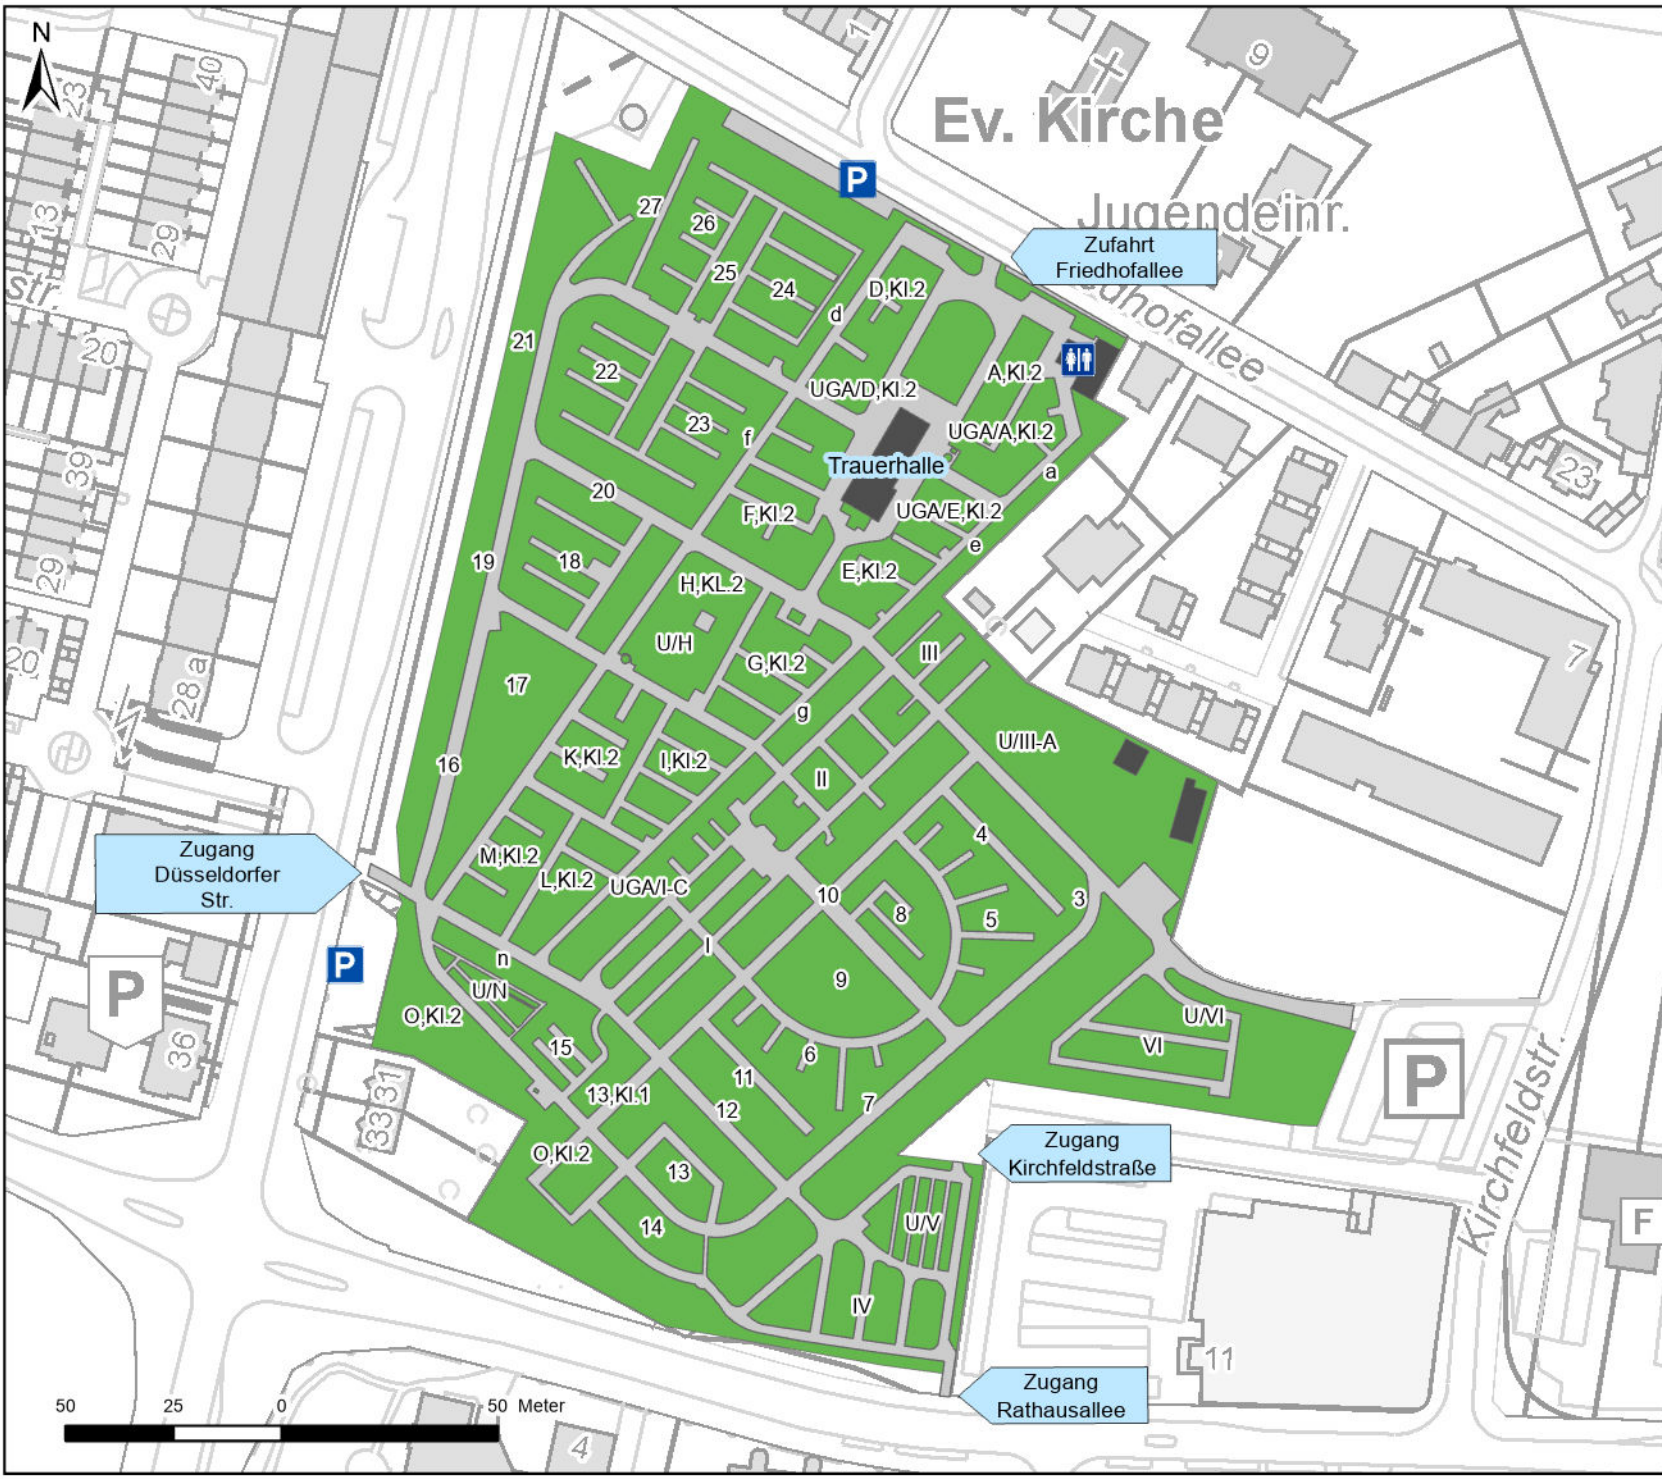 N
1
9
40
23
Ev. Kirche
P
Jugendeinr.
13
29
27
26
Zufahrt
Friedhofallee
25
24
D,Kl.2
str.
d
edhofallee
20
21
22
A,Kl.2
UGA/D,Kl.2
23
f
UGA/A,Kl.2
Trauerhalle
a
39
23
20
F,Kl.2
UGA/E,Kl.2
e
29
19
18
E,Kl.2
H,KL.2
20
U/H
III
G,Kl.2
7
28 a
17
g
U/III-A
16
K,Kl.2
I,Kl.2
II
4
Zugang
Düsseldorfer
Str.
M,Kl.2
L,Kl.2
UGA/I-C
10
3
8
5
I
n
P
9
P
U/N
O,Kl.2
U/VI
36
15
6
VI
P
11
31
13,Kl.1
12
7
33
Zugang
Kirchfeldstraße
O,Kl.2
13
Kirchfeldstr.
14
U/V
F
IV
11
Zugang
Rathausallee
50 25 0 50 Meter
4